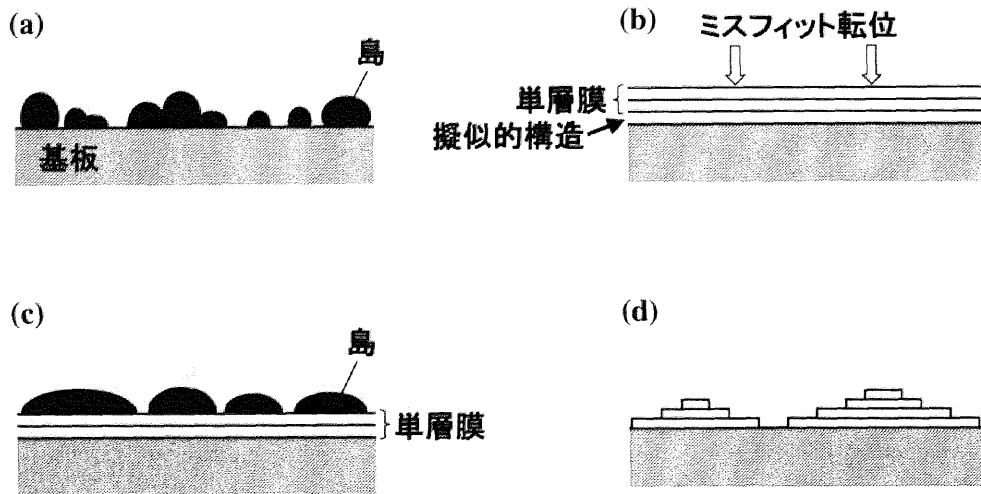 (a)
島
基板
(b)
ミスフィット転位
単層膜
擬似的構造
(c)
島
単層膜
(d)